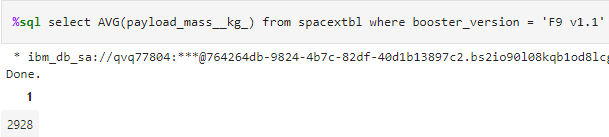 %sql select AVG(payload_mass__kg_) from spacextbl where booster_version = 'F9 v1.1'
* ibm_db_sa://qvq77804:***@764264db-9824-4b7c-82df-40d1b13897c2.bs2io90l08kqb1od8lcg
Done.
1
2928